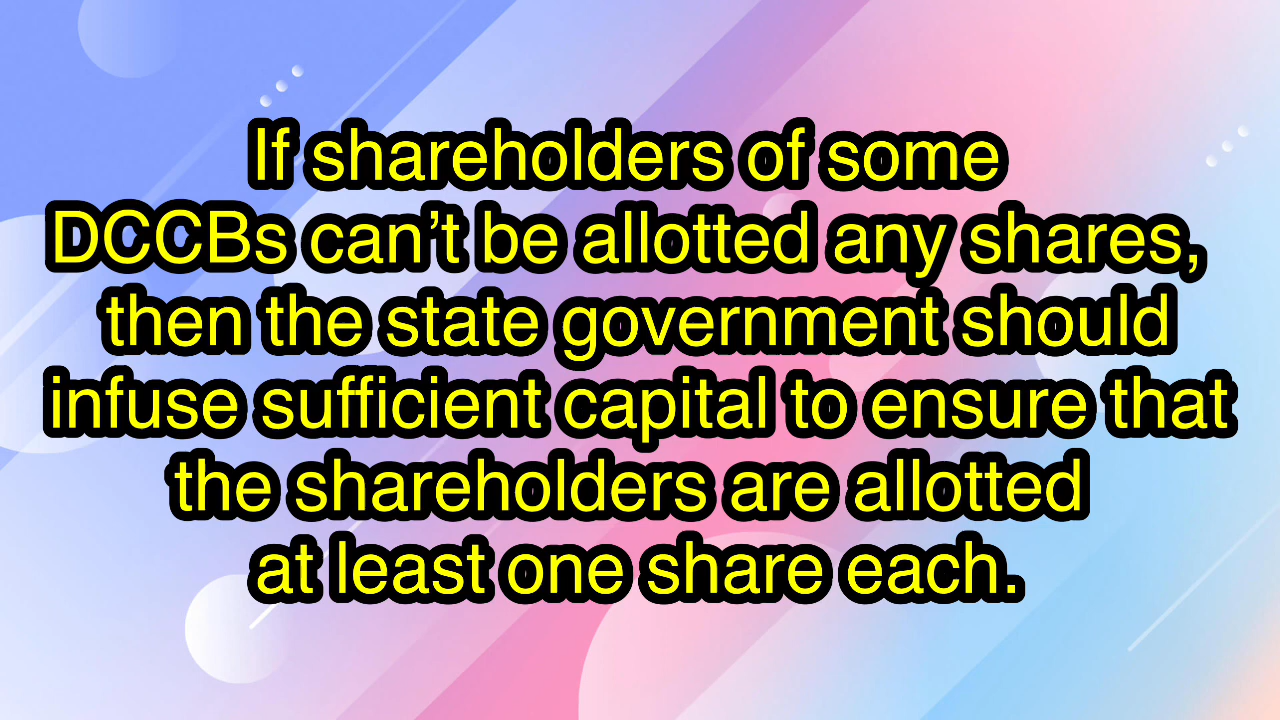 If shareholders of some
DCCBs can’t be allotted any shares,
then the state government should
infuse sufficient capital to ensure that
the shareholders are allotted
at least one share each.